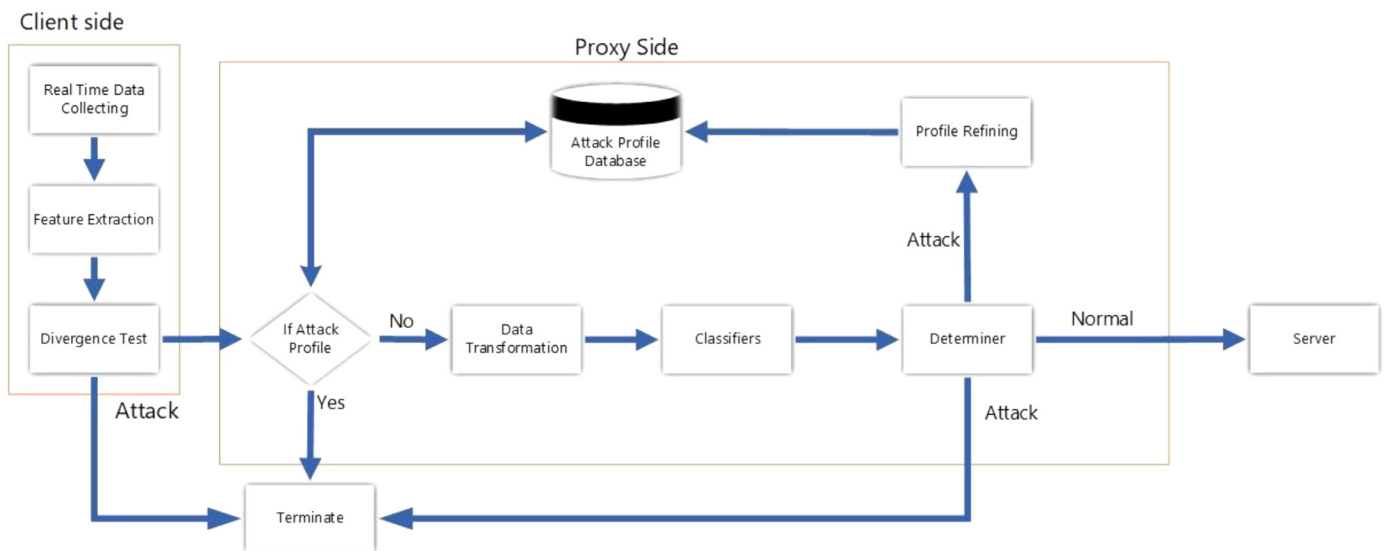 Client side
Proxy Side
Real Time Data
Collecting
Attack Profile
Database
Profile Refining
Feature Extraction
Attack
Divergence Test
If Attack
Profile
No
Data
Transformation
Classifiers
Determiner
Normal
Server
Attack
Yes
Attack
Terminate